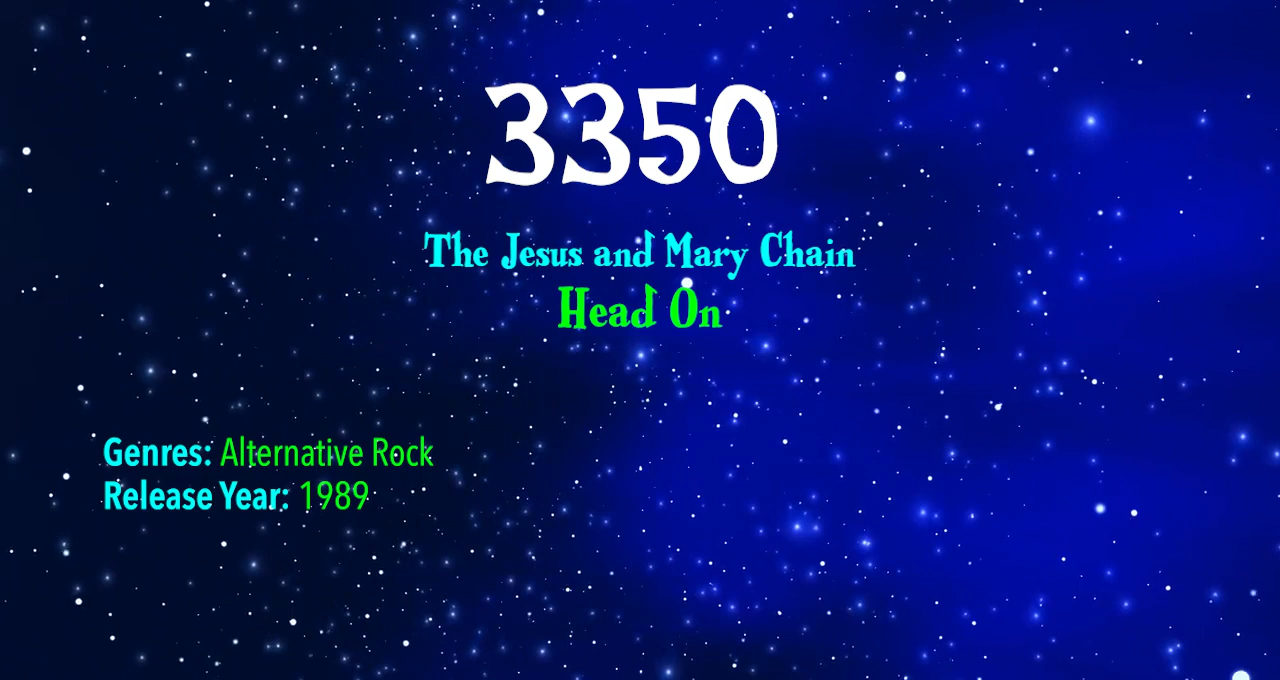 3350
The Jesus and Mary Chain
Head On
Genres: Alternative Rock
Release Year: 1989